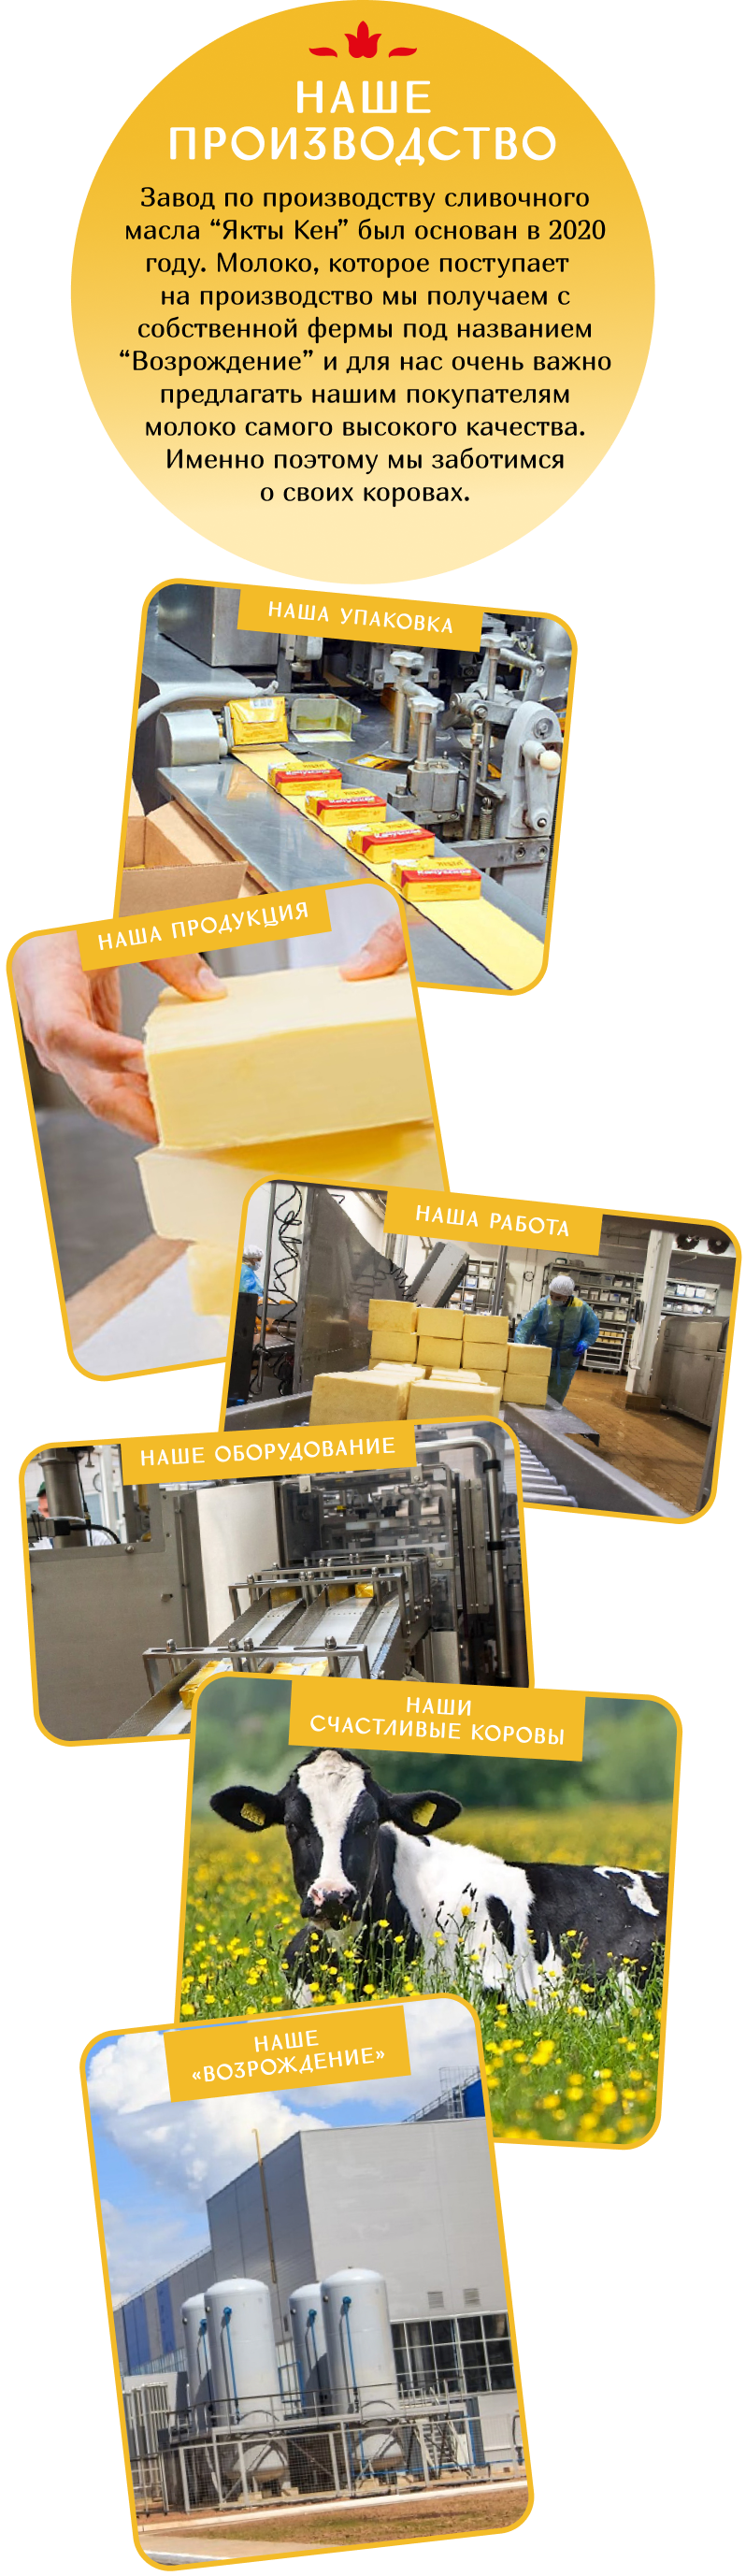 НАШЕ
ПРОИЗВОДСТВО
Завод по производству сливочного
масла “Якты Кен” был основан в 2020
году. Молоко, которое поступает
на производство мы получаем с
собственной фермы под названием
“Возрождение” и для нас очень важно
предлагать нашим покупателям
молоко самого высокого качества.
Именно поэтому мы заботимся
о своих коровах.
НАША УПАКОВКА
НАША ПРОДУКЦИЯ
НАША РАБОТА
НАШЕ ОБОРУДОВАНИЕ
НАШИ
СЧАСТЛИВЫЕ КОРОВЫ
НАШЕ
«ВОЗРОЖДЕНИЕ»